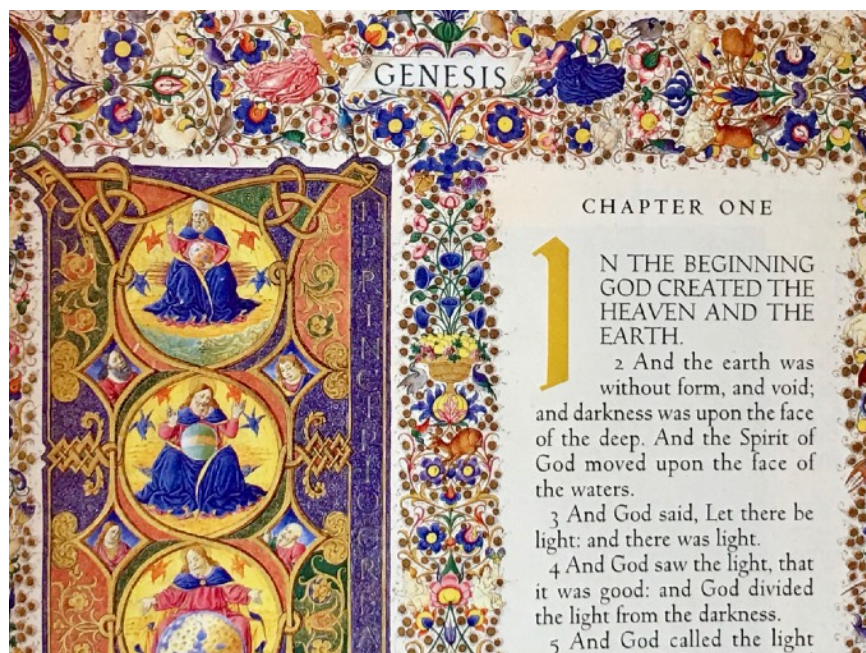 GENESIS
CHAPTER ONE
IN THE BEGINNING
GOD CREATED THE
HEAVEN AND THE
EARTH.
2 And the earth was
without form, and void;
and darkness was upon the face
of the deep. And the Spirit of
God moved upon the face of
the waters.
3 And God said, Let there be
light: and there was light.
4 And God saw the light, that
it was good: and God divided
the light from the darkness.
5 And God called the light